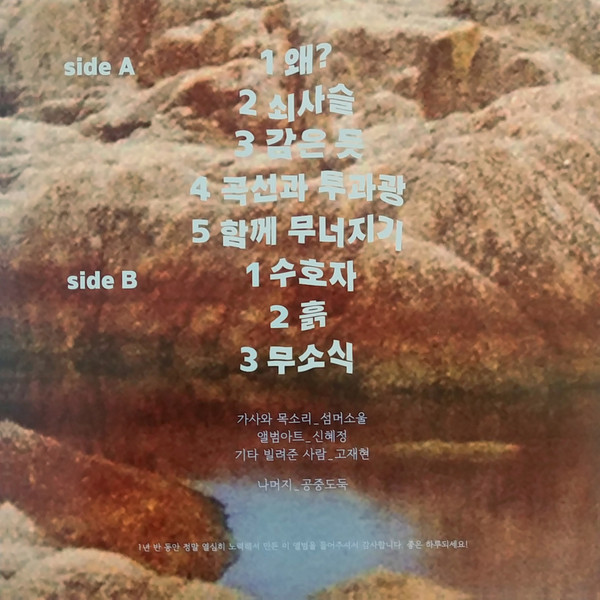 side A
1 왜?
2 쇠사슬
3 같은 못
4 곡선과 투과광
5 함께 무너지기
side B
1 수호자
2 흙
3 무소식
가사와 목소리_섬머소울
앨범아트_신혜정
기타 빌려준 사람_고재현
나머지_공중도둑
1년 반 동안 정말 열심히 노력해서 만든 이 앨범을 들어주셔서 감사합니다. 좋은 하루되세요!